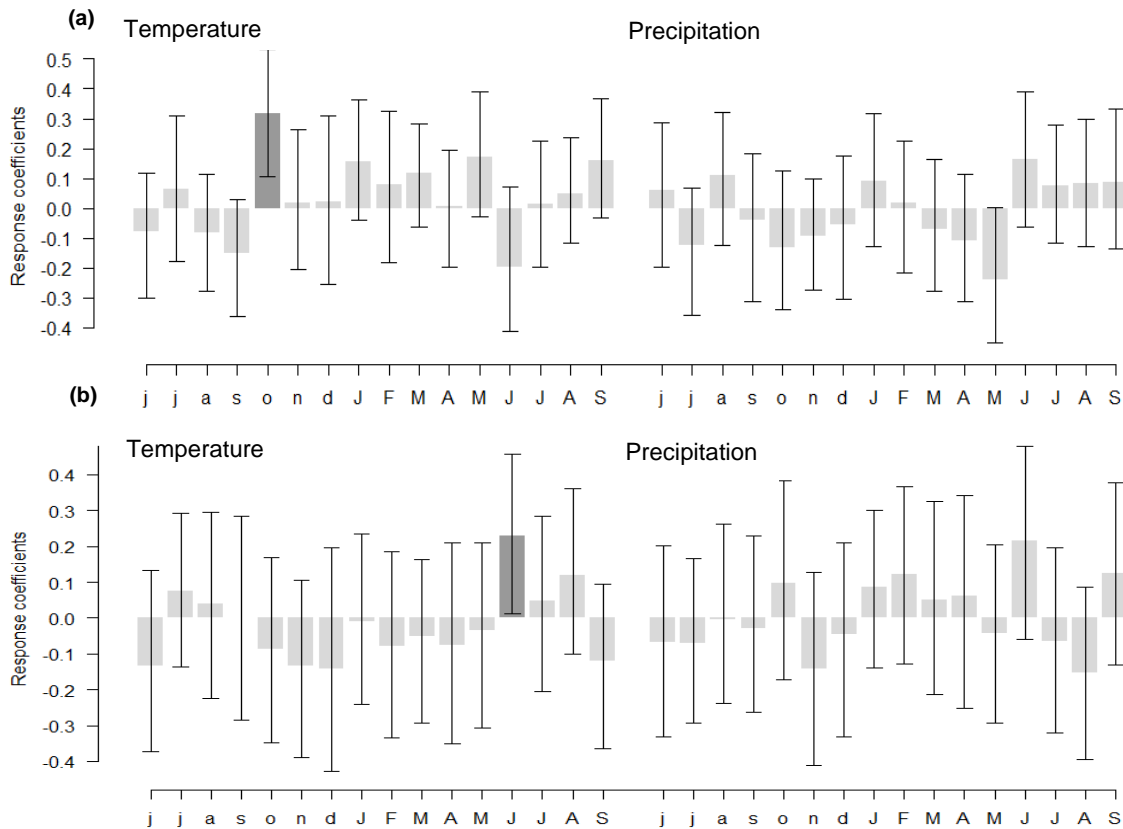 (a)
Temperature Precipitation
Response coefficients
0.5
0.4
0.3
0.2
0.1
0.0
-0.1
-0.2
-0.3
-0.4
j j a s o n d J F M A M J J A S j j a s o n d J F M A M J J A S
(b)
Temperature Precipitation
Response coefficients
0.4
0.3
0.2
0.1
0.0
-0.1
-0.2
-0.3
-0.4
j j a s o n d J F M A M J J A S j j a s o n d J F M A M J J A S